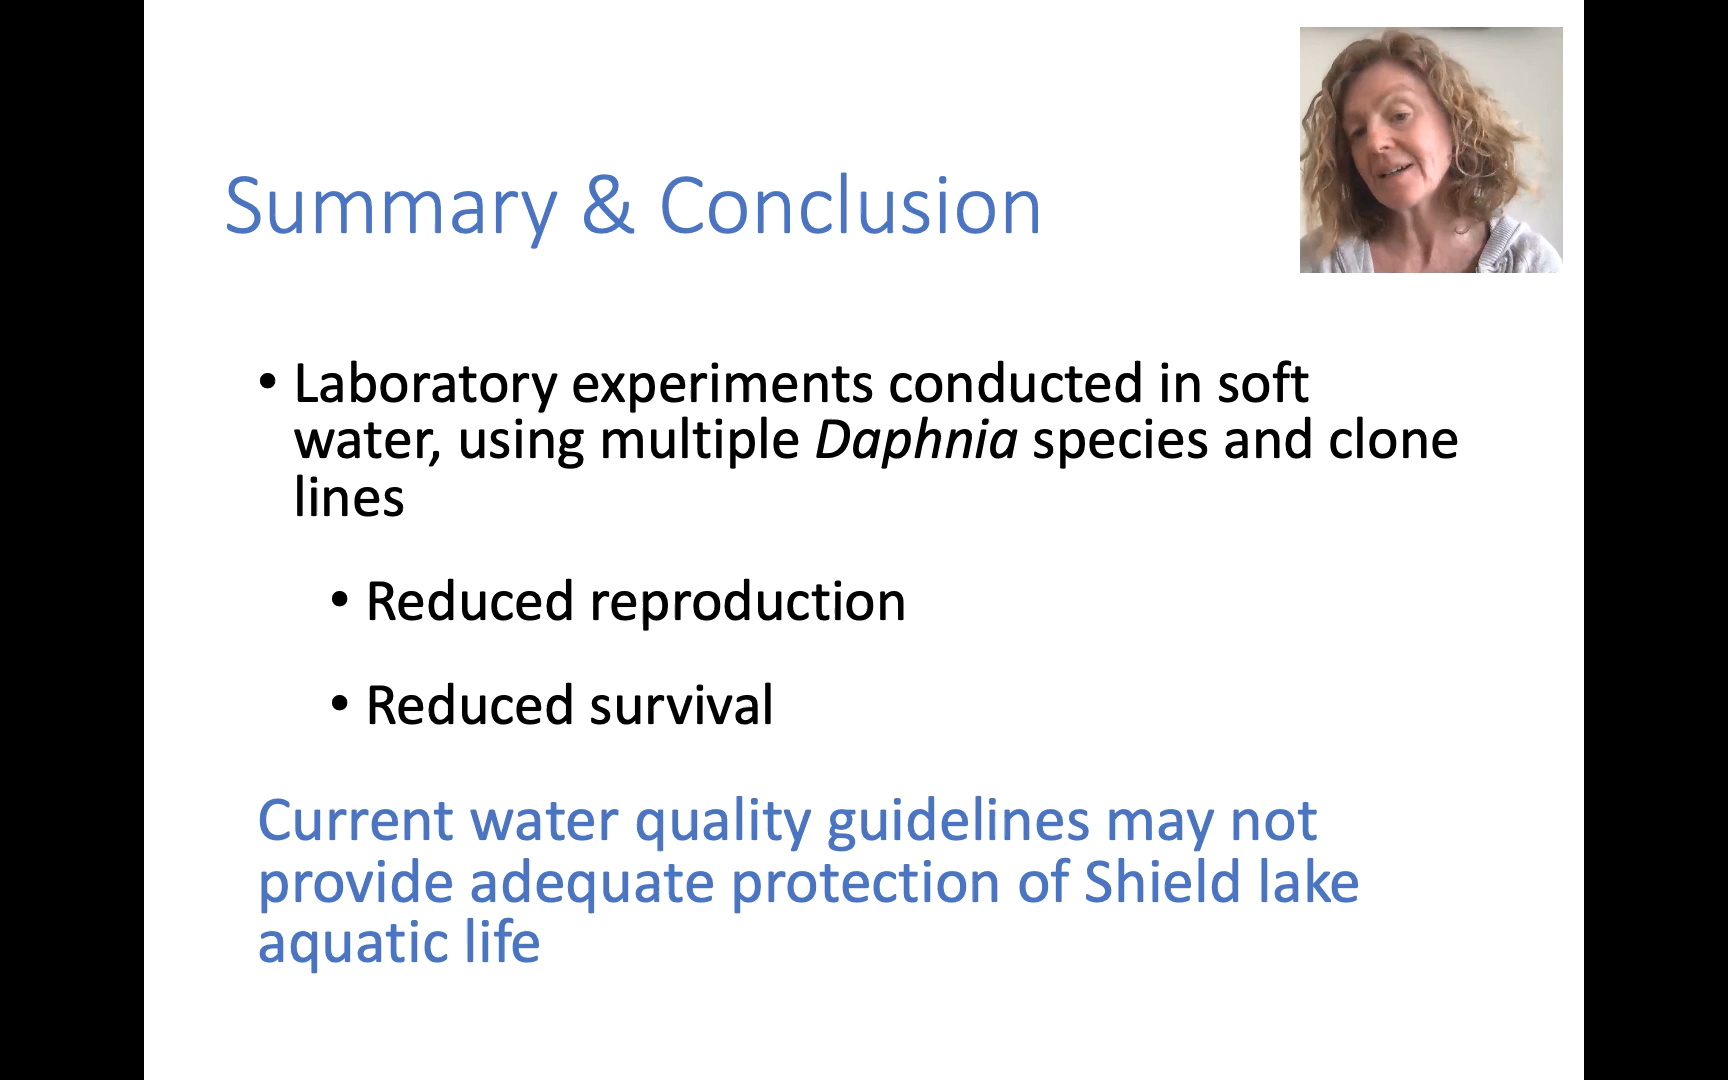 Summary & Conclusion
• Laboratory experiments conducted in soft
water, using multiple Daphnia species and clone
lines
• Reduced reproduction
• Reduced survival
Current water quality guidelines may not
provide adequate protection of Shield lake
aquatic life